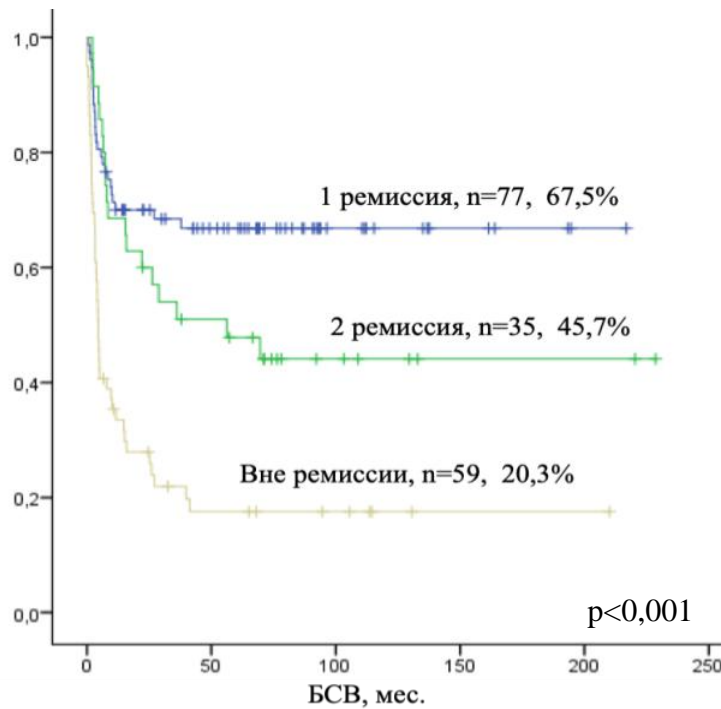 1,0
0,8
1 ремиссия, n=77, 67,5%
0,6
2 ремиссия, n=35, 45,7%
0,4
Вне ремиссии, n=59, 20,3%
0,2
0,0
p<0,001
0 50 100 150 200 250
БСВ, мес.